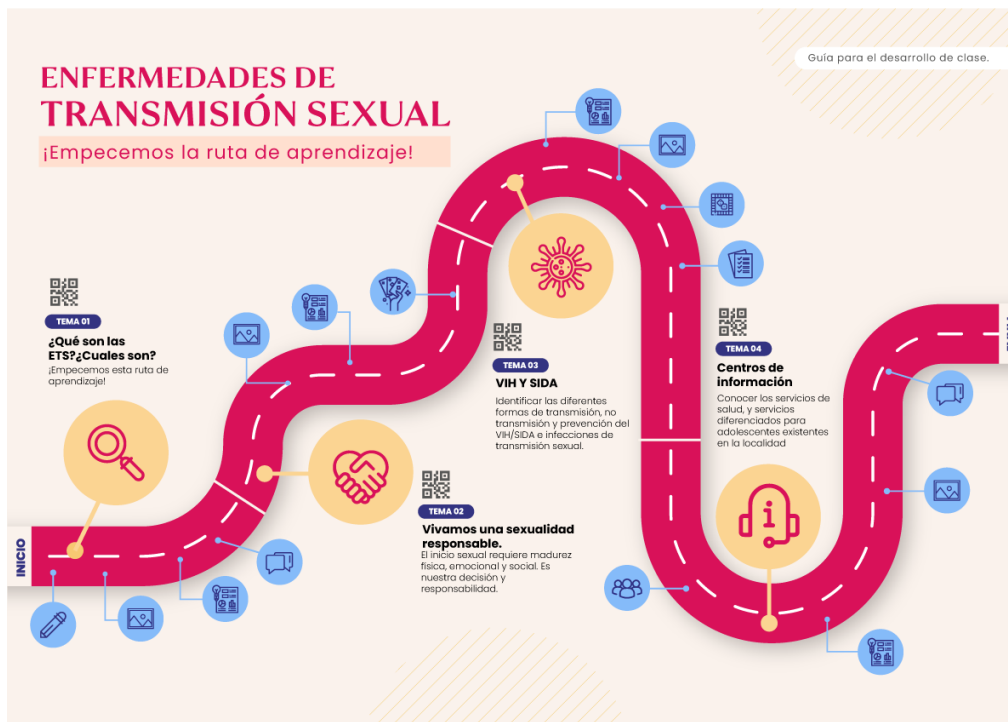 Guía para el desarrollo de clase.
ENFERMEDADES DE
TRANSMISIÓN SEXUAL
¡Empecemos la ruta de aprendizaje!
TEMA 01
¿Qué son las
ETS?¿Cuales son?
¡Empecemos esta ruta de
aprendizaje!
TEMA 03
VIH Y SIDA
Identificar las diferentes
formas de transmisión, no
transmisión y prevención del
VIH/SIDA e infecciones de
transmisión sexual.
TEMA 04
Centros de
información
Conocer los servicios de
salud, y servicios
diferenciados para
adolescentes existentes
en la localidad
TEMA 02
Vivamos una sexualidad
responsable.
El inicio sexual requiere madurez
física, emocional y social. Es
nuestra decisión y
responsabilidad.
INICIO